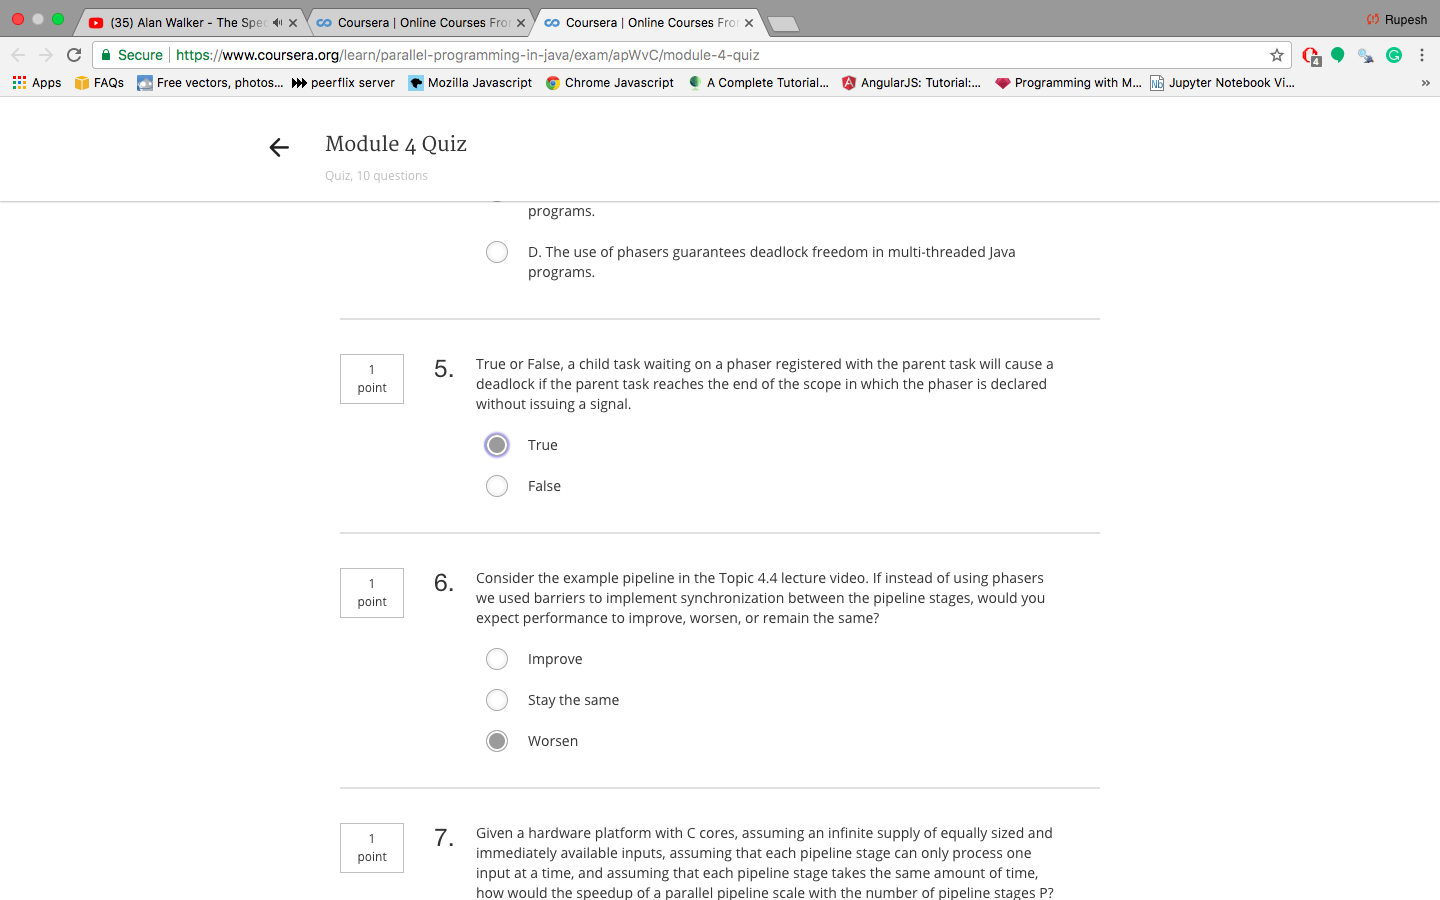 (35) Alan Walker - The Spec
Coursera | Online Courses From
Coursera | Online Courses From
Rupesh
Secure
https://www.coursera.org/learn/parallel-programming-in-java/exam/apWvC/module-4-quiz
4
Apps
FAQs
Free vectors, photos...
peerflix server
Mozilla Javascript
Chrome Javascript
A Complete Tutorial...
AngularJS: Tutorial:...
Programming with M...
Jupyter Notebook Vi...
»
Module 4 Quiz
Quiz, 10 questions
programs.
D. The use of phasers guarantees deadlock freedom in multi-threaded Java
programs.
1
point
5.
True or False, a child task waiting on a phaser registered with the parent task will cause a
deadlock if the parent task reaches the end of the scope in which the phaser is declared
without issuing a signal.
True
False
1
point
6.
Consider the example pipeline in the Topic 4.4 lecture video. If instead of using phasers
we used barriers to implement synchronization between the pipeline stages, would you
expect performance to improve, worsen, or remain the same?
Improve
Stay the same
Worsen
1
point
7.
Given a hardware platform with C cores, assuming an infinite supply of equally sized and
immediately available inputs, assuming that each pipeline stage can only process one
input at a time, and assuming that each pipeline stage takes the same amount of time,
how would the speedup of a parallel pipeline scale with the number of pipeline stages P?